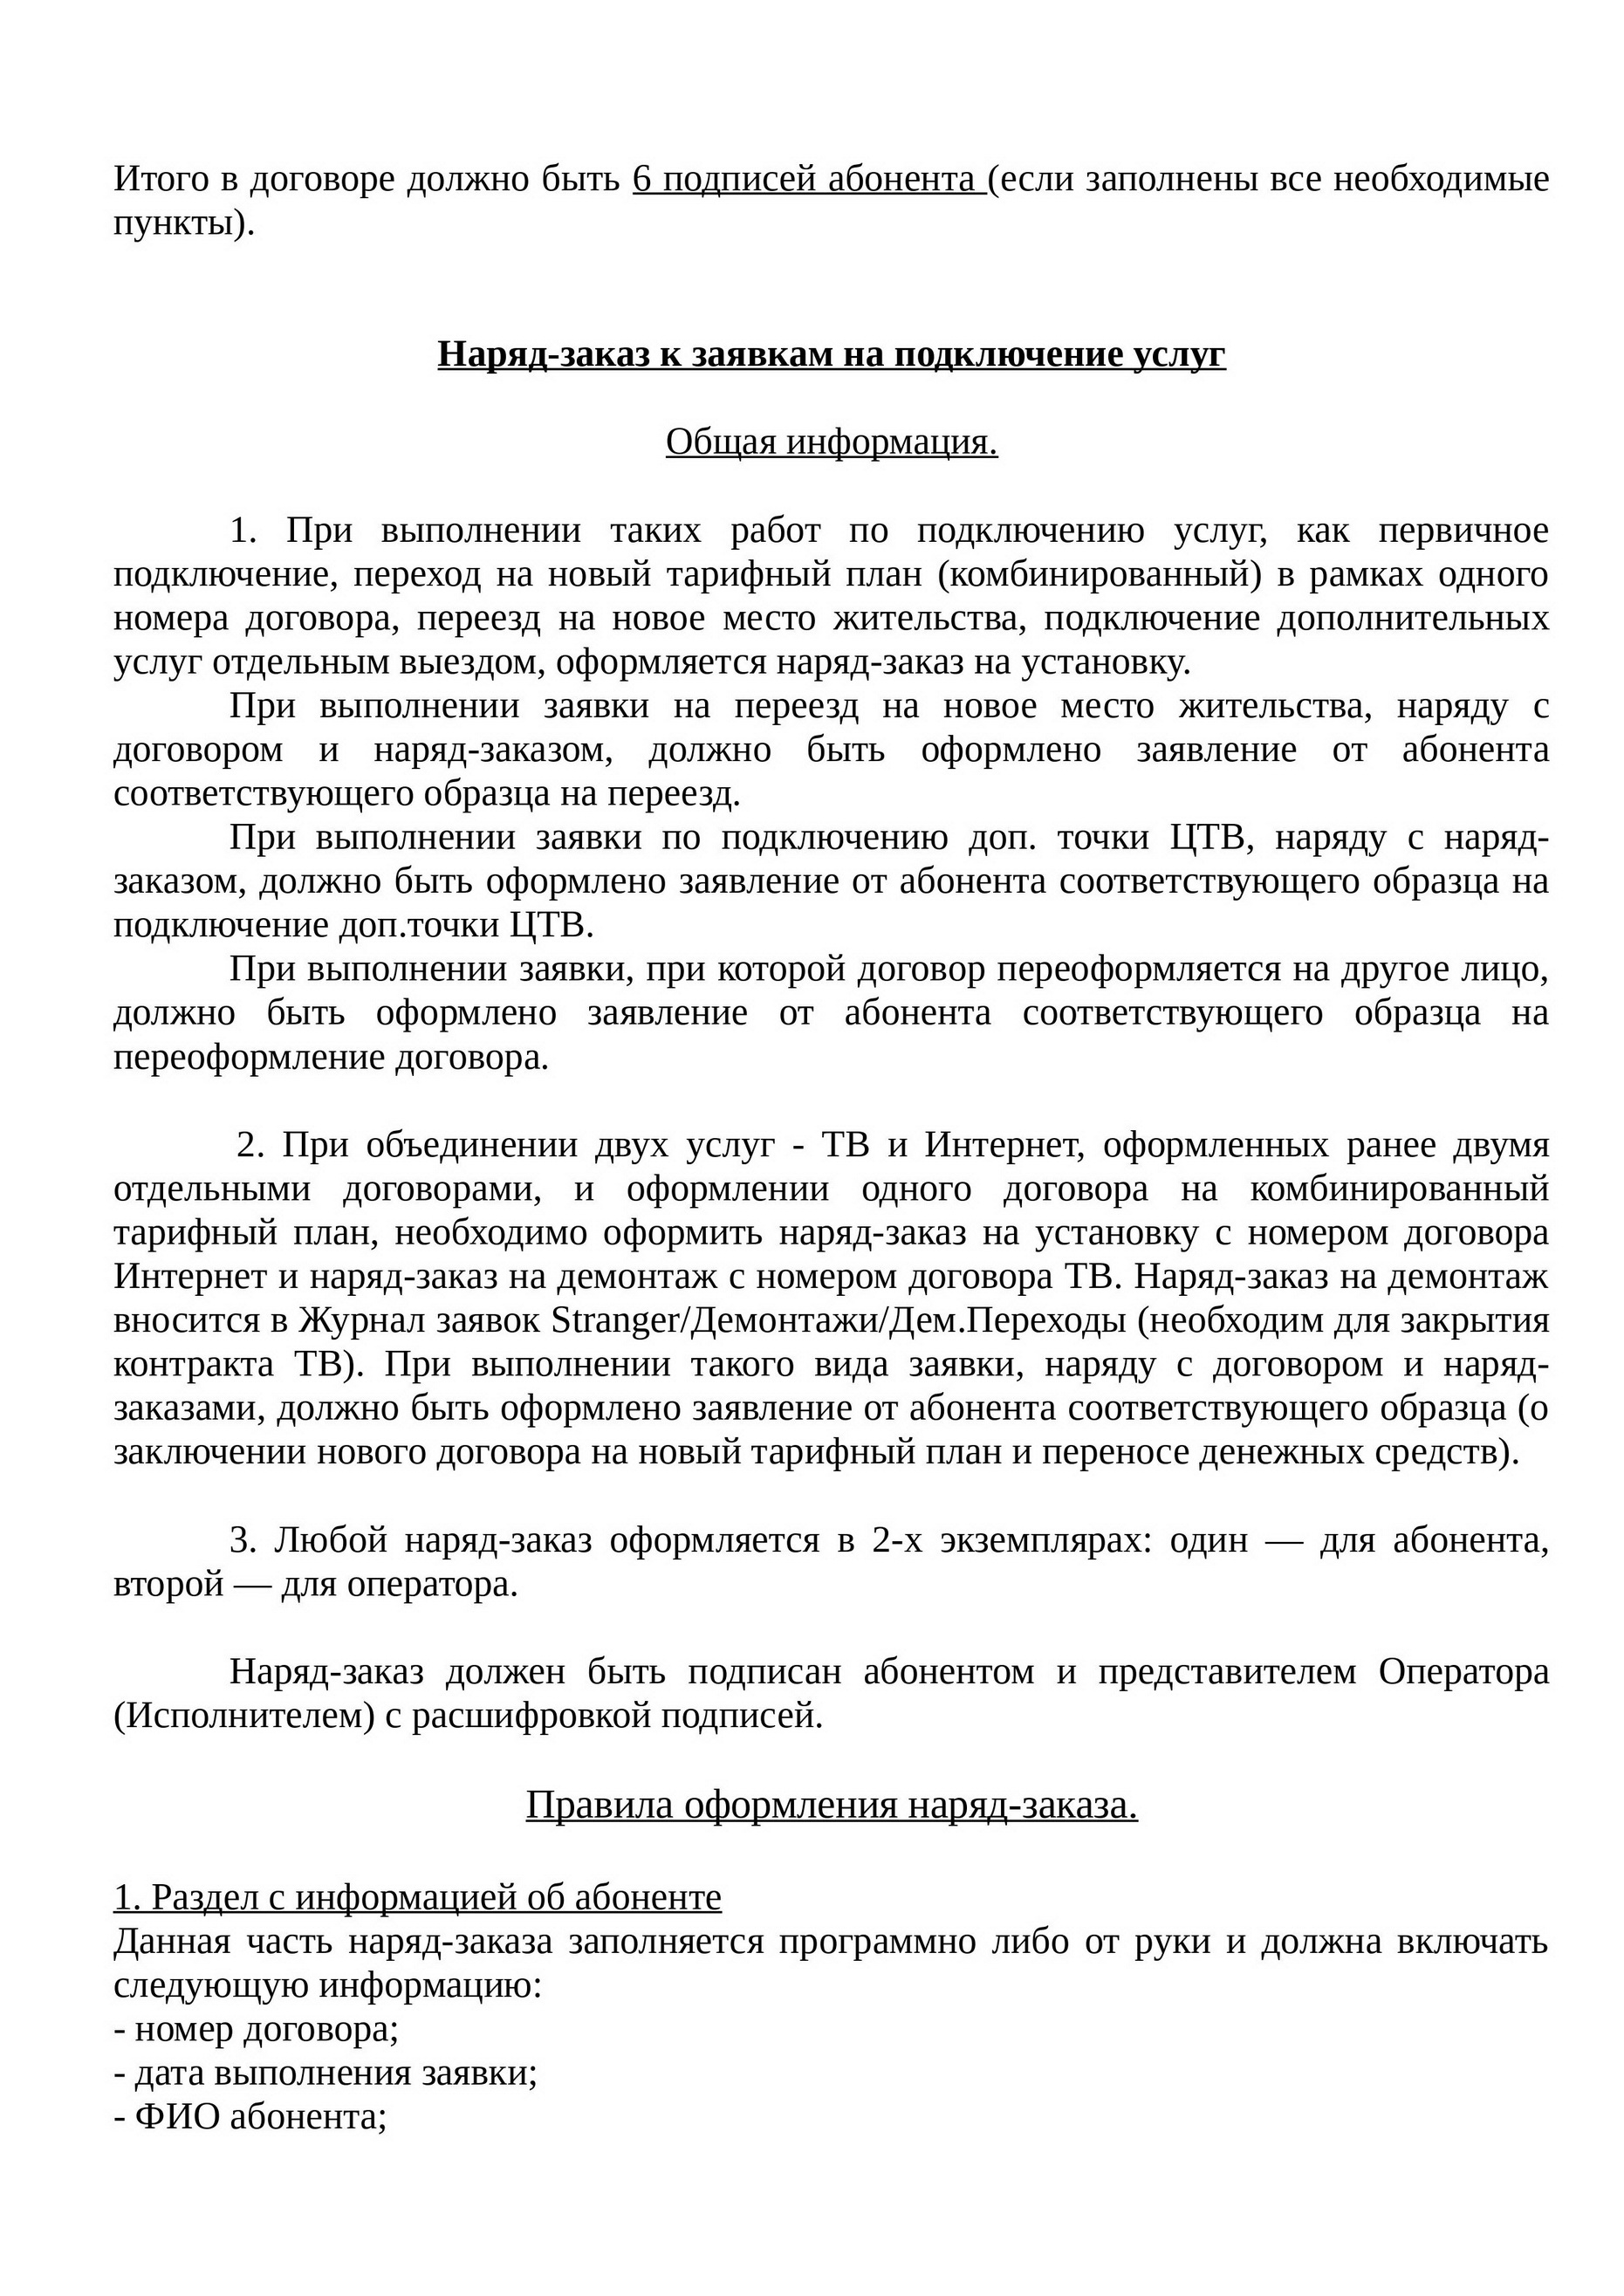 Итого в договоре должно быть 6 подписей абонента (если заполнены все необходимые
пункты).
Наряд-заказ к заявкам на подключение услуг
Общая информация.
1. При выполнении таких работ по подключению услуг, как первичное
подключение, переход на новый тарифный план (комбинированный) в рамках одного
номера договора, переезд на новое место жительства, подключение дополнительных
услуг отдельным выездом, оформляется наряд-заказ на установку.
При выполнении заявки на переезд на новое место жительства, наряду с
договором и наряд-заказом, должно быть оформлено заявление от абонента
соответствующего образца на переезд.
При выполнении заявки по подключению доп. точки ЦТВ, наряду с наряд-
заказом, должно быть оформлено заявление от абонента соответствующего образца на
подключение доп.точки ЦТВ.
При выполнении заявки, при которой договор переоформляется на другое лицо,
должно быть оформлено заявление от абонента соответствующего образца на
переоформление договора.
2. При объединении двух услуг - ТВ и Интернет, оформленных ранее двумя
отдельными договорами, и оформлении одного договора на комбинированный
тарифный план, необходимо оформить наряд-заказ на установку с номером договора
Интернет и наряд-заказ на демонтаж с номером договора ТВ. Наряд-заказ на демонтаж
вносится в Журнал заявок Stranger/Демонтажи/Дем.Переходы (необходим для закрытия
контракта ТВ). При выполнении такого вида заявки, наряду с договором и наряд-
заказами, должно быть оформлено заявление от абонента соответствующего образца (о
заключении нового договора на новый тарифный план и переносе денежных средств).
3. Любой наряд-заказ оформляется в 2-х экземплярах: один — для абонента,
второй — для оператора.
Наряд-заказ должен быть подписан абонентом и представителем Оператора
(Исполнителем) с расшифровкой подписей.
Правила оформления наряд-заказа.
1. Раздел с информацией об абоненте
Данная часть наряд-заказа заполняется программно либо от руки и должна включать
следующую информацию:
- номер договора;
- дата выполнения заявки;
- ФИО абонента;